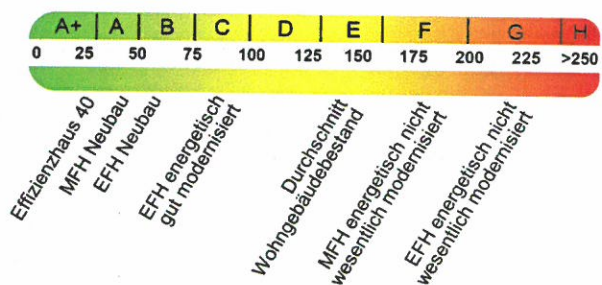 A+ A B C D E F G H
0 25 50 75 100 125 150 175 200 225 >250
Effizienzhaus 40
MFH Neubau
EFH Neubau
EFH energetisch
gut modernisiert
Durchschnitt
Wohngebäudebestand
MFH energetisch nicht
wesentlich modernisiert
EFH energetisch nicht
wesentlich modernisiert